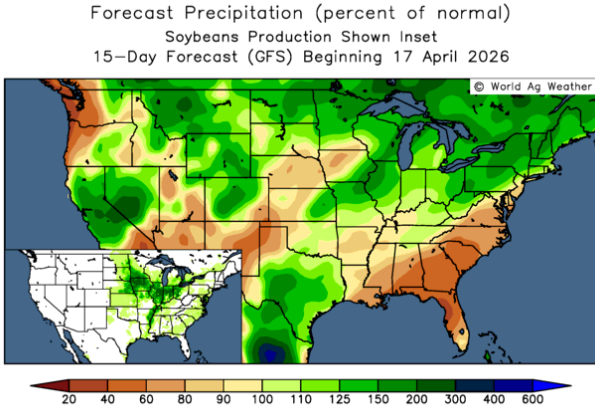 Forecast Precipitation (percent of normal)
Soybeans Production Shown Inset
15-Day Forecast (GFS) Beginning 17 April 2026
© World Ag Weather
20 40 60 80 90 100 110 125 150 200 300 400 600